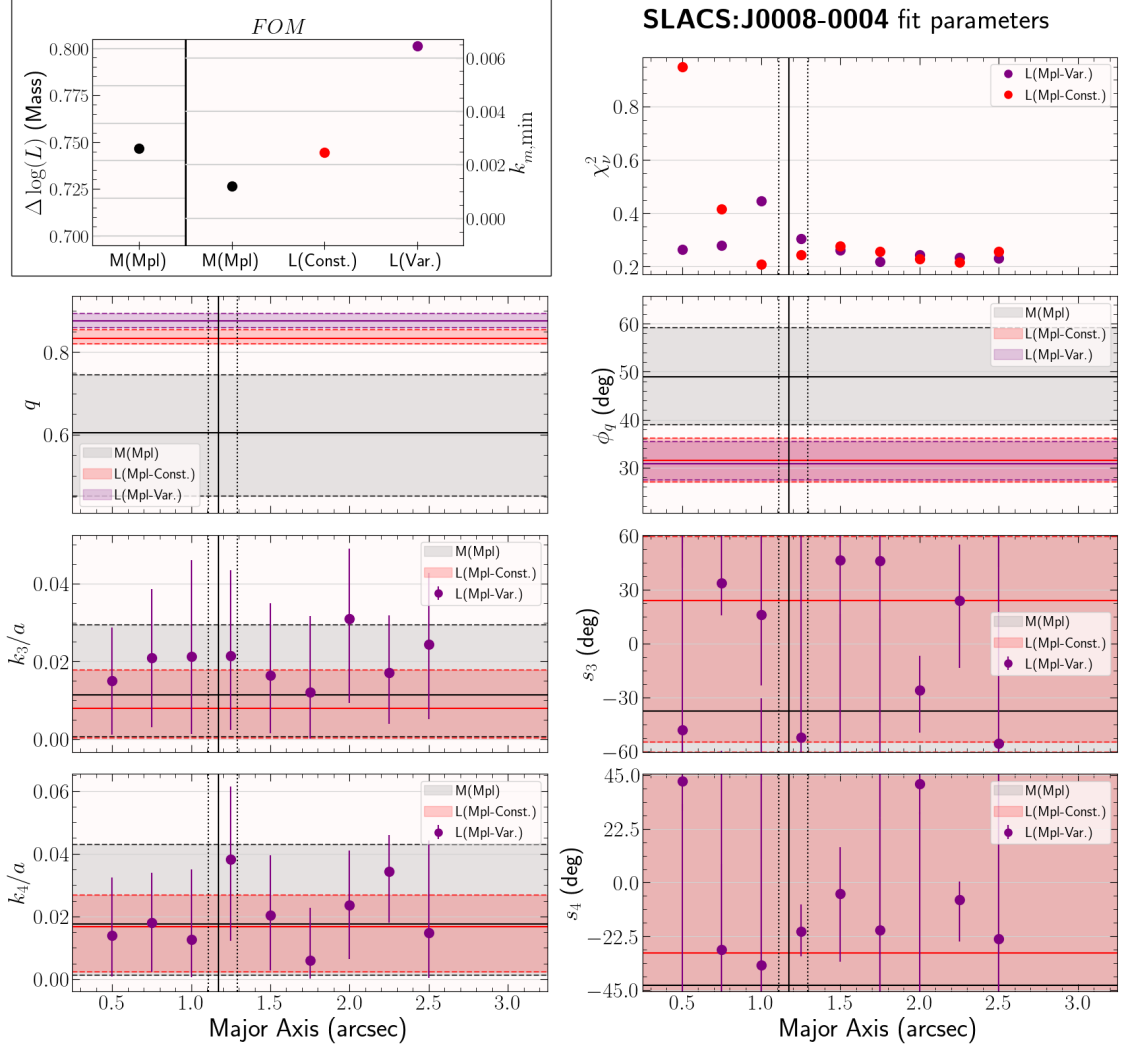 SLACS:J0008-0004 fit parameters
FOM
Δ log(L) (Mass)
0.800
0.775
0.750
0.725
0.700
0.006
0.004
0.002
0.000
k_{m,min}
M(Mpl) M(Mpl) L(Const.) L(Var.)
χ²_ν
0.8
0.6
0.4
0.2
L(Mpl-Var.)
L(Mpl-Const.)
q
0.8
0.6
M(Mpl)
L(Mpl-Const.)
L(Mpl-Var.)
ϕ_q (deg)
60
50
40
30
M(Mpl)
L(Mpl-Const.)
L(Mpl-Var.)
k₃/a
0.04
0.02
0.00
M(Mpl)
L(Mpl-Const.)
L(Mpl-Var.)
s₃ (deg)
60
30
0
−30
−60
M(Mpl)
L(Mpl-Const.)
L(Mpl-Var.)
k₄/a
0.06
0.04
0.02
0.00
M(Mpl)
L(Mpl-Const.)
L(Mpl-Var.)
0.5 1.0 1.5 2.0 2.5 3.0
Major Axis (arcsec)
s₄ (deg)
45.0
22.5
0.0
−22.5
−45.0
M(Mpl)
L(Mpl-Const.)
L(Mpl-Var.)
0.5 1.0 1.5 2.0 2.5 3.0
Major Axis (arcsec)